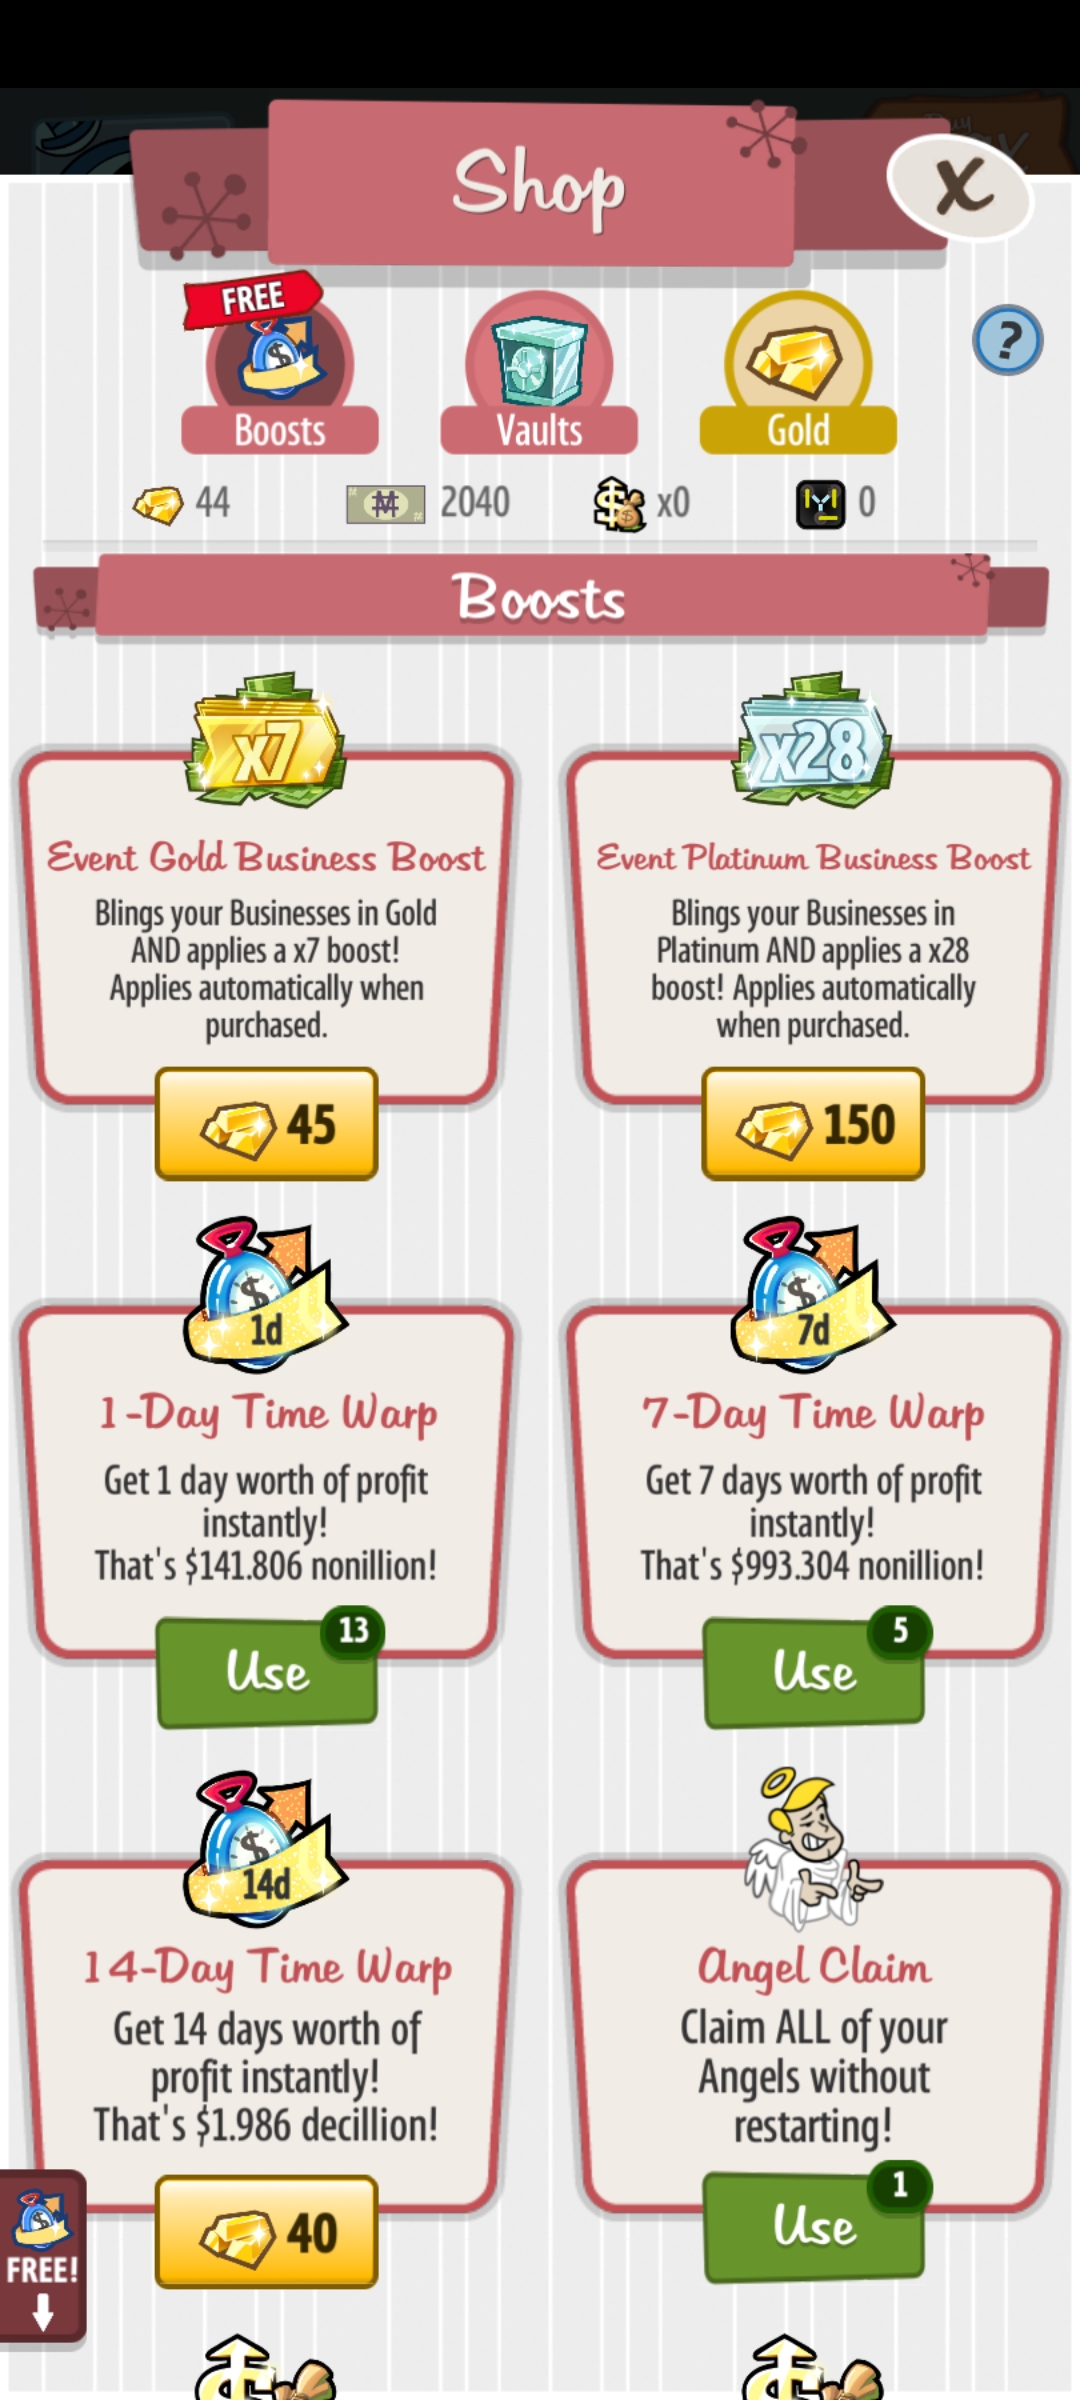 Shop
X
FREE
Boosts
Vaults
Gold
?
44
2040
x0
0
Boosts
x7
x28
Event Gold Business Boost
Blings your Businesses in Gold
AND applies a x7 boost!
Applies automatically when
purchased.
45
Event Platinum Business Boost
Blings your Businesses in
Platinum AND applies a x28
boost! Applies automatically
when purchased.
150
1d
1-Day Time Warp
Get 1 day worth of profit
instantly!
That's $141.806 nonillion!
13
Use
7d
7-Day Time Warp
Get 7 days worth of profit
instantly!
That's $993.304 nonillion!
5
Use
14d
14-Day Time Warp
Get 14 days worth of
profit instantly!
That's $1.986 decillion!
40
Angel Claim
Claim ALL of your
Angels without
restarting!
1
Use
FREE!